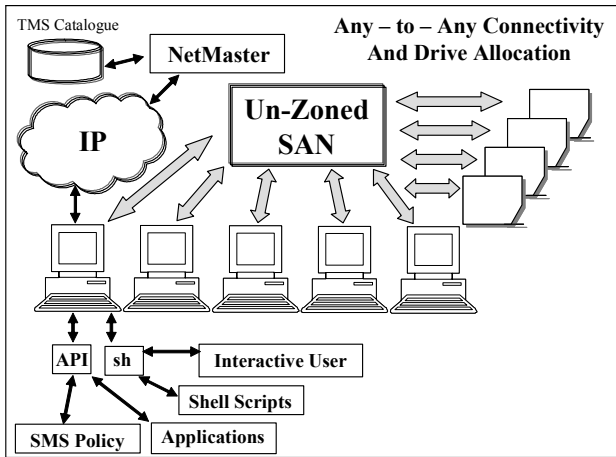 TMS Catalogue
NetMaster
Any – to – Any Connectivity
And Drive Allocation
IP
Un-Zoned
SAN
API
sh
Interactive User
Shell Scripts
SMS Policy
Applications